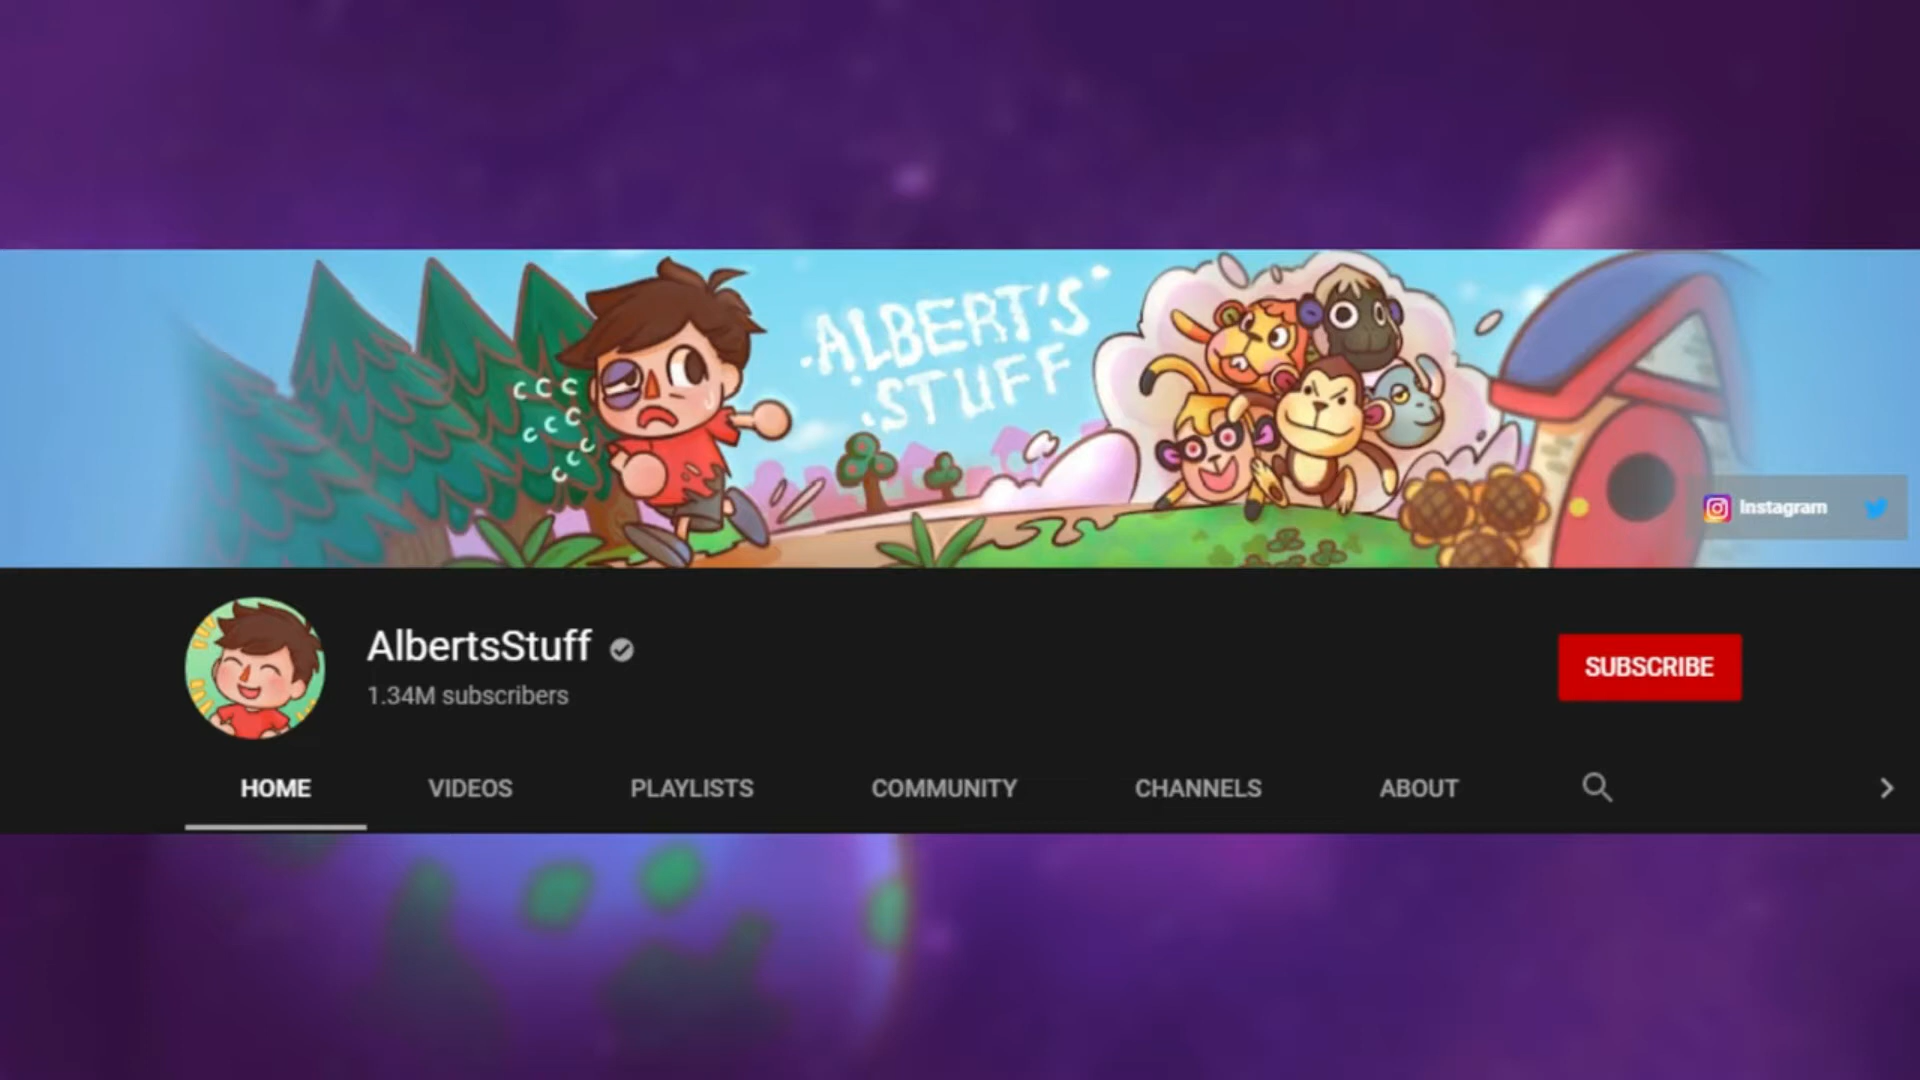 ALBERT'S
STUFF
Instagram
AlbertsStuff
1.34M subscribers
SUBSCRIBE
HOME VIDEOS PLAYLISTS COMMUNITY CHANNELS ABOUT